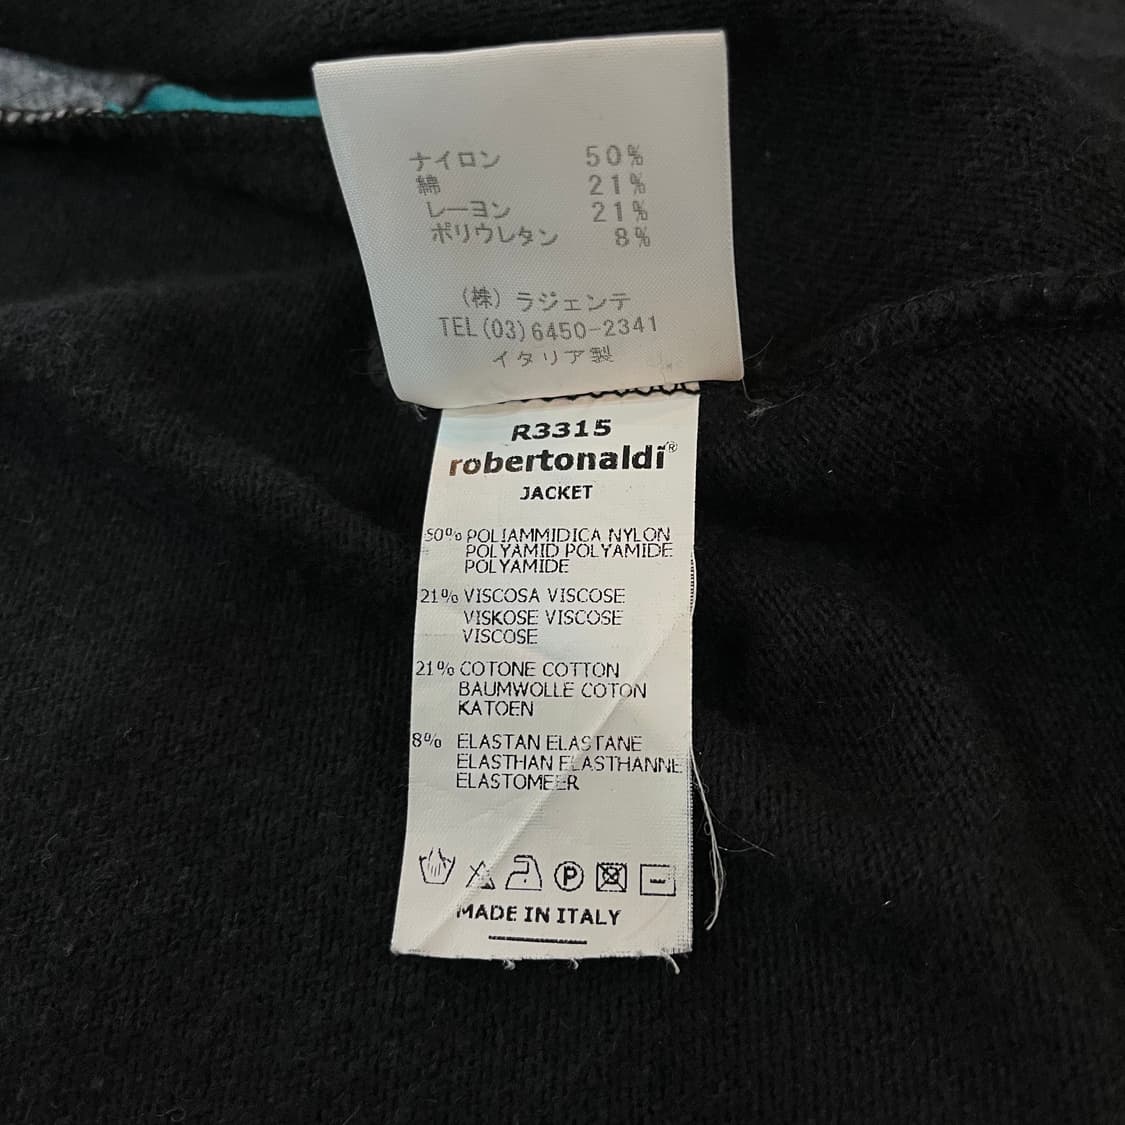 ナイロン 50%
綿 21%
レーヨン 21%
ポリウレタン 8%
(株) ラジェンテ
TEL(03)6450-2341
イタリア製
R3315
robertonaldi®
JACKET
50% POLIAMMIDICA NYLON
POLYAMID POLYAMIDE
POLYAMIDE
21% VISCOSA VISCOSE
VISKOSE VISCOSE
VISCOSE
21% COTONE COTTON
BAUMWOLLE COTON
KATOEN
8% ELASTAN ELASTANE
ELASTHAN ELASTHANNE
ELASTOMEER
P
MADE IN ITALY